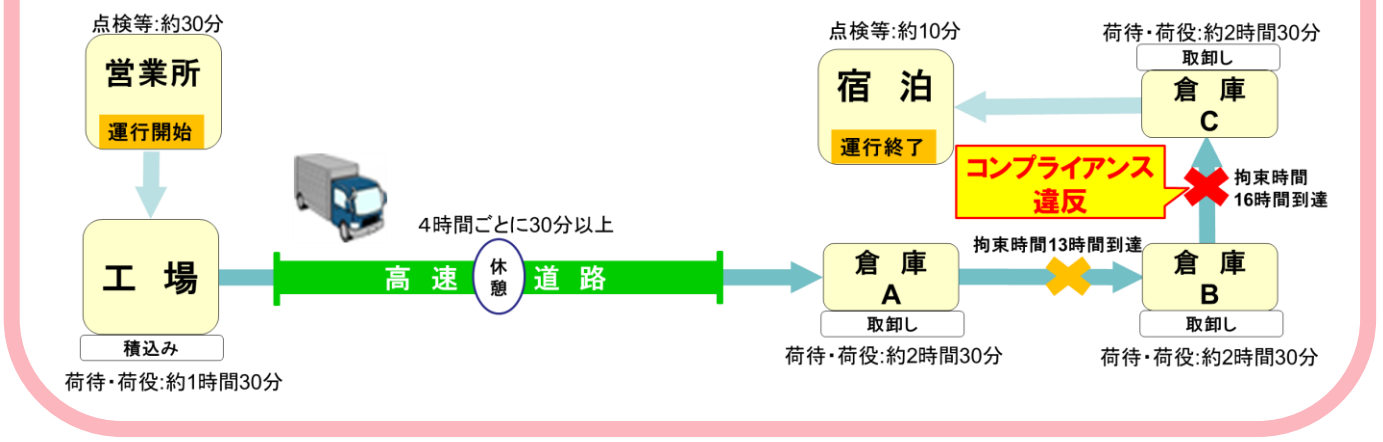 点検等:約30分
営業所
運行開始
工 場
積込み
荷待・荷役:約1時間30分
4時間ごとに30分以上
高 速
休
憩
道 路
倉 庫
A
取卸し
荷待・荷役:約2時間30分
拘束時間13時間到達
倉 庫
B
取卸し
荷待・荷役:約2時間30分
拘束時間
16時間到達
コンプライアンス
違反
荷待・荷役:約2時間30分
取卸し
倉 庫
C
点検等:約10分
宿 泊
運行終了